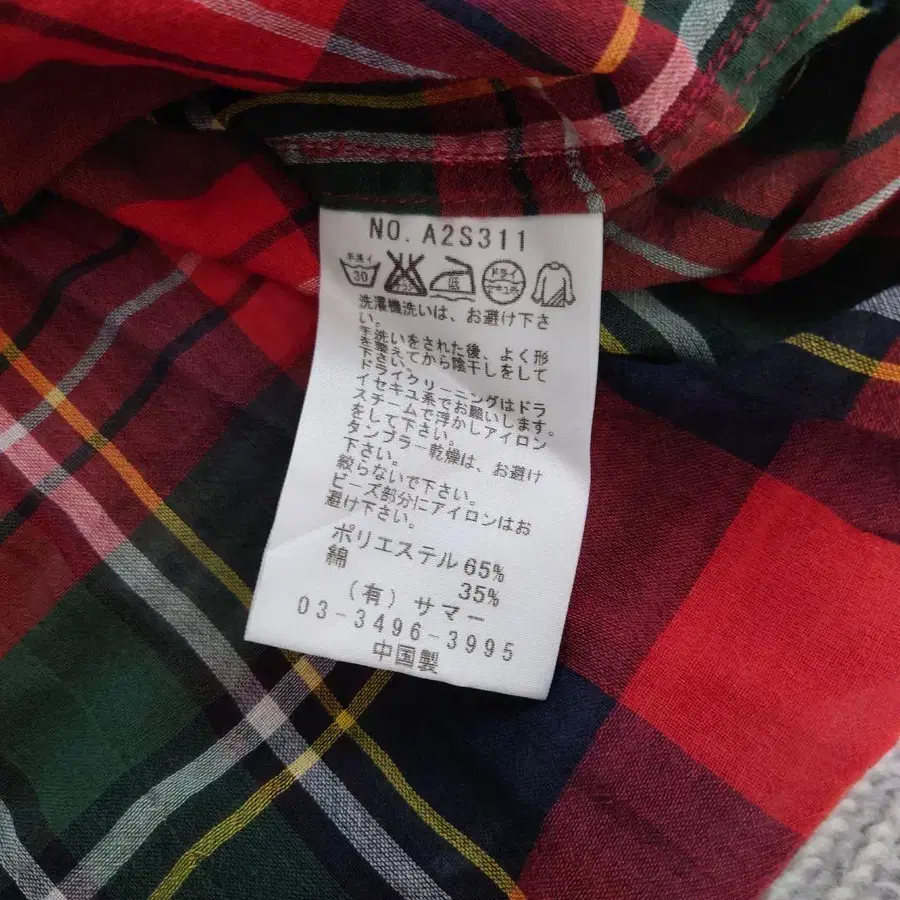 NO. A2S311
手洗イ
30
低
ドライ
セキユ系
洗濯機洗いは、お避け下さ
い。
手洗いをされた後、よく形
を整えてから陰干しをして
下さい。
ドライクリーニングはドラ
イセキユ系でお願いします。
スチームで浮かしアイロン
をして下さい。
タンブラー乾燥は、お避け
下さい。
絞らないで下さい。
ビーズ部分にアイロンはお
避け下さい。
ポリエステル 65%
綿 35%
(有) サマー
03-3496-3995
中国製